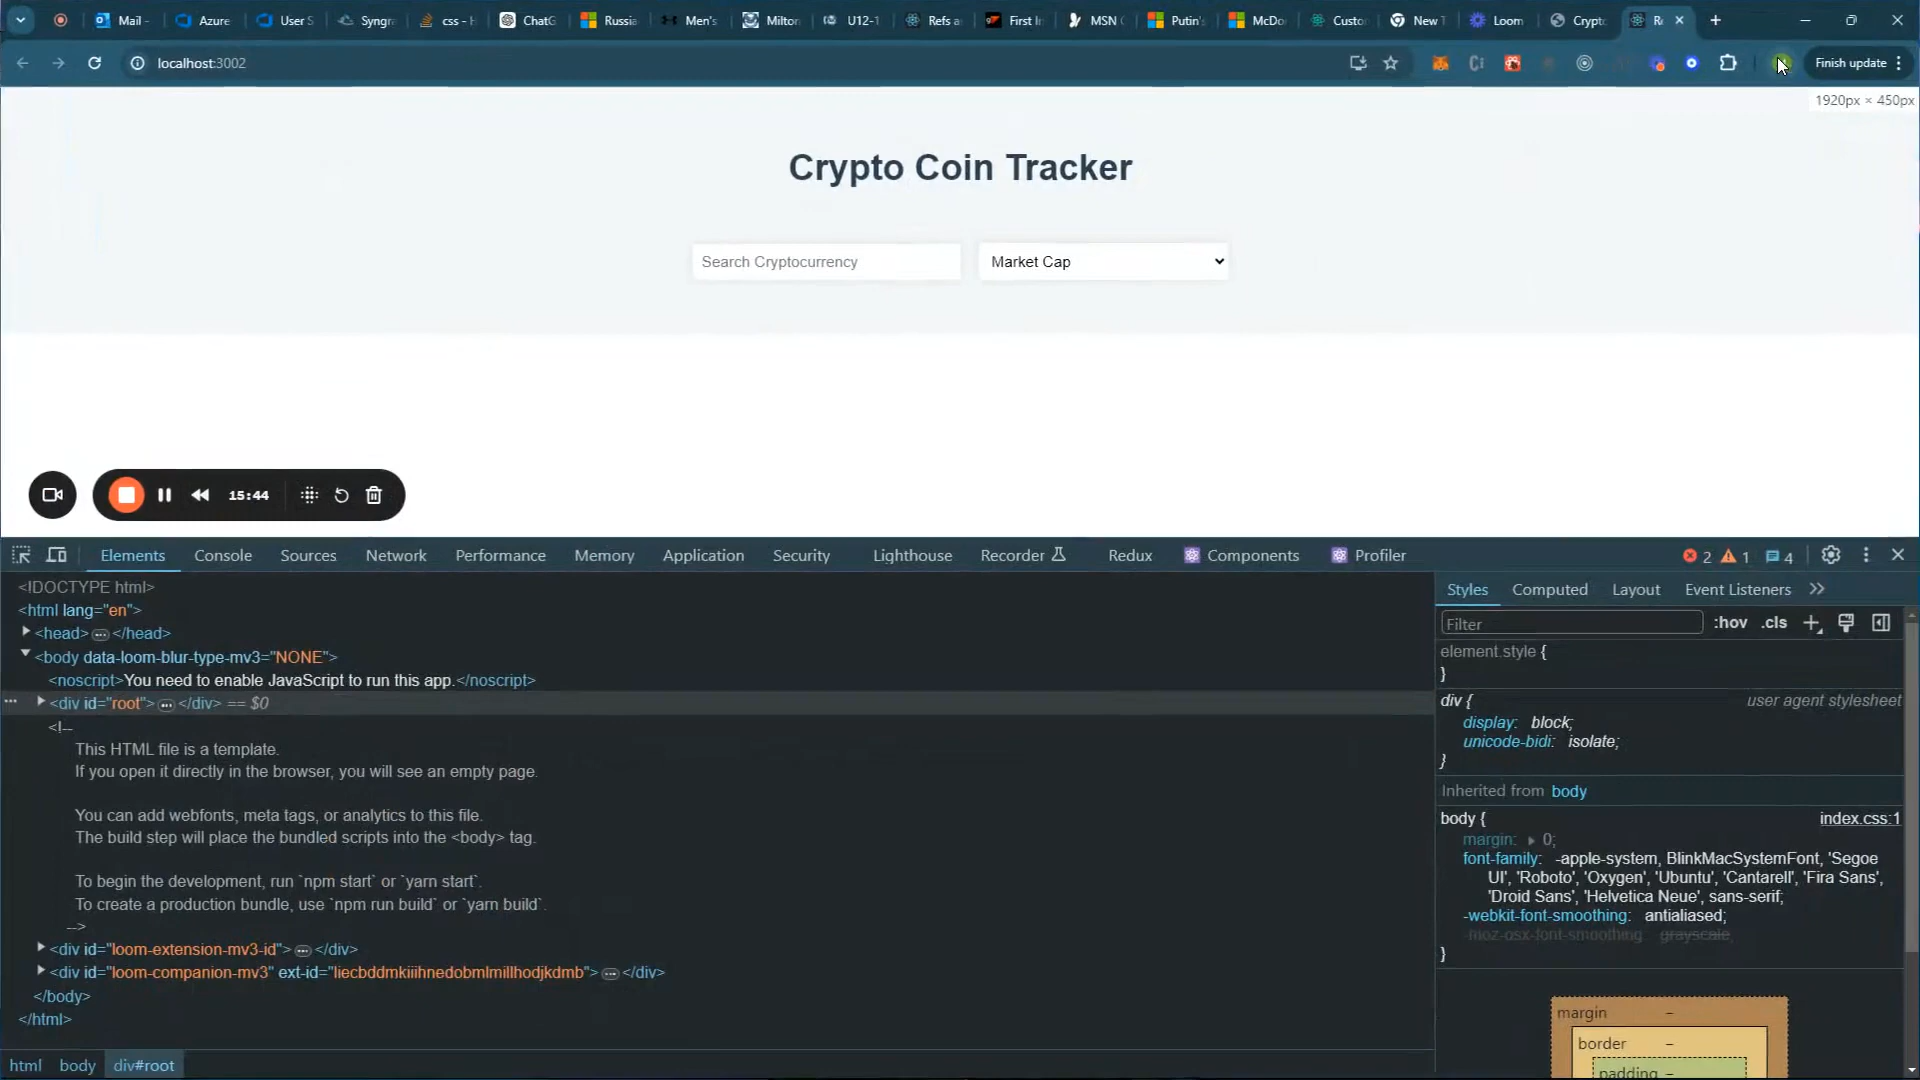 Mail -
Azure
User S
Syngra
css - H
ChatG
Russia
Men's
Milton
U12-1
Refs a
First In
MSN
Putin'
McDo
Custo
New T
Loom
Crypto
localhost:3002
Finish update
1920px × 450px
Crypto Coin Tracker
Search Cryptocurrency
Market Cap
15:44
Elements
Console
Sources
Network
Performance
Memory
Application
Security
Lighthouse
Recorder
Redux
Components
Profiler
2
1
4
<!DOCTYPE html>
<html lang="en">
<head> … </head>
<body data-loom-blur-type-mv3="NONE">
<noscript>You need to enable JavaScript to run this app.</noscript>
<div id="root"> … </div> == $0
<!--
This HTML file is a template.
If you open it directly in the browser, you will see an empty page.
You can add webfonts, meta tags, or analytics to this file.
The build step will place the bundled scripts into the <body> tag.
To begin the development, run `npm start` or `yarn start`.
To create a production bundle, use `npm run build` or `yarn build`.
-->
<div id="loom-extension-mv3-id"> … </div>
<div id="loom-companion-mv3" ext-id="liecbddmkiiihnedobmlmillhodjkdmb"> … </div>
</body>
</html>
html
body
div#root
Styles
Computed
Layout
Event Listeners
Filter
:hov
.cls
element.style {
}
div {
user agent stylesheet
display: block;
unicode-bidi: isolate;
}
Inherited from body
body {
index.css:1
margin: 0;
font-family: -apple-system, BlinkMacSystemFont, 'Segoe
UI', 'Roboto', 'Oxygen', 'Ubuntu', 'Cantarell', 'Fira Sans',
'Droid Sans', 'Helvetica Neue', sans-serif;
-webkit-font-smoothing: antialiased;
-moz-osx-font-smoothing: grayscale;
}
margin -
border -
padding -